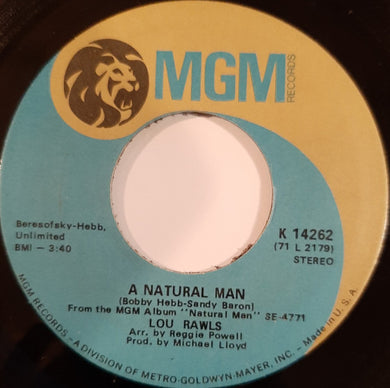 MGM
RECORDS
Beresofsky-Hebb,
Unlimited
BMI – 3:40
K 14262
(71 L 2179)
STEREO
A NATURAL MAN
(Bobby Hebb-Sandy Baron)
From the MGM Album "Natural Man" SE-4771
LOU RAWLS
Arr. by Reggie Powell
Prod. by Michael Lloyd
MGM RECORDS – A DIVISION OF METRO-GOLDWYN-MAYER, INC. – Made in U.S.A.